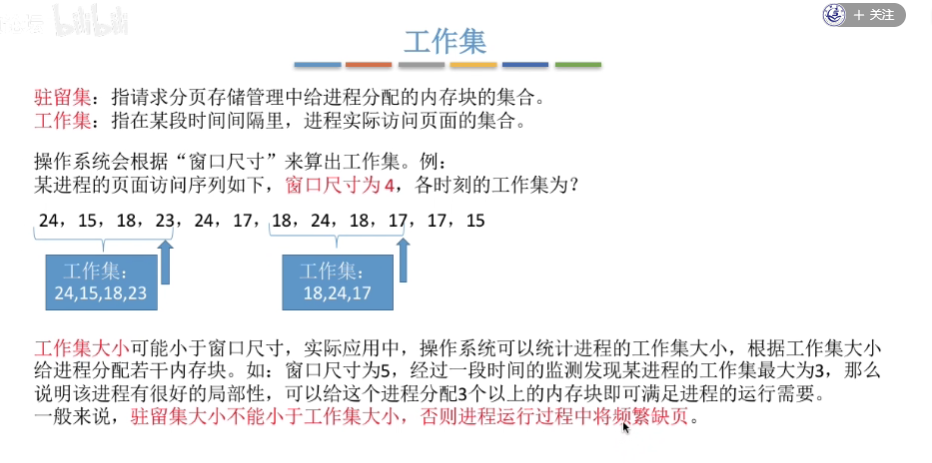 bilibili
+ 关注
工作集
驻留集：指请求分页存储管理中给进程分配的内存块的集合。
工作集：指在某段时间间隔里，进程实际访问页面的集合。
操作系统会根据“窗口尺寸”来算出工作集。例：
某进程的页面访问序列如下，窗口尺寸为 4，各时刻的工作集为？
24，15，18，23，24，17，18，24，18，17，17，15
工作集：
24,15,18,23
工作集：
18,24,17
工作集大小可能小于窗口尺寸，实际应用中，操作系统可以统计进程的工作集大小，根据工作集大小
给进程分配若干内存块。如：窗口尺寸为5，经过一段时间的监测发现某进程的工作集最大为3，那么
说明该进程有很好的局部性，可以给这个进程分配3个以上的内存块即可满足进程的运行需要。
一般来说，驻留集大小不能小于工作集大小，否则进程运行过程中将频繁缺页。